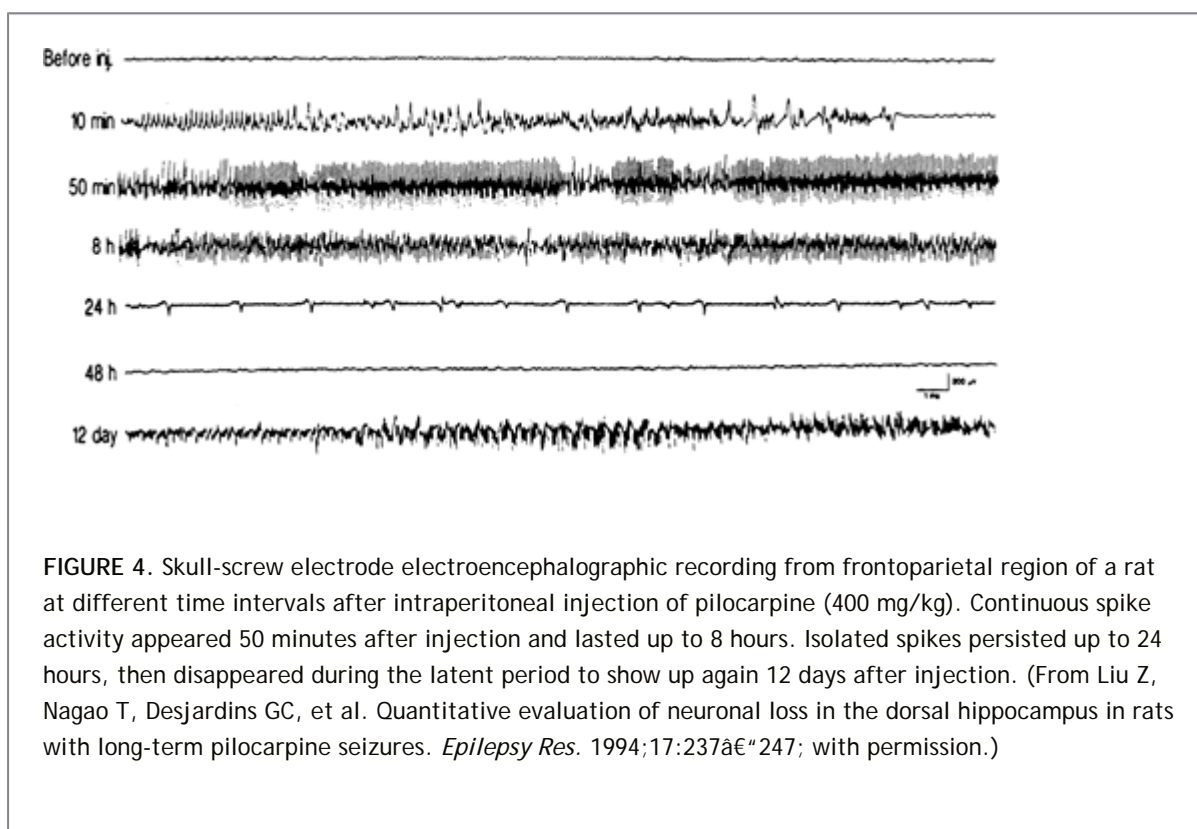 Before inj.
10 min
50 min
8 h
24 h
48 h
12 day
FIGURE 4. Skull-screw electrode electroencephalographic recording from frontoparietal region of a rat
at different time intervals after intraperitoneal injection of pilocarpine (400 mg/kg). Continuous spike
activity appeared 50 minutes after injection and lasted up to 8 hours. Isolated spikes persisted up to 24
hours, then disappeared during the latent period to show up again 12 days after injection. (From Liu Z,
Nagao T, Desjardins GC, et al. Quantitative evaluation of neuronal loss in the dorsal hippocampus in rats
with long-term pilocarpine seizures. Epilepsy Res. 1994;17:237â€“247; with permission.)